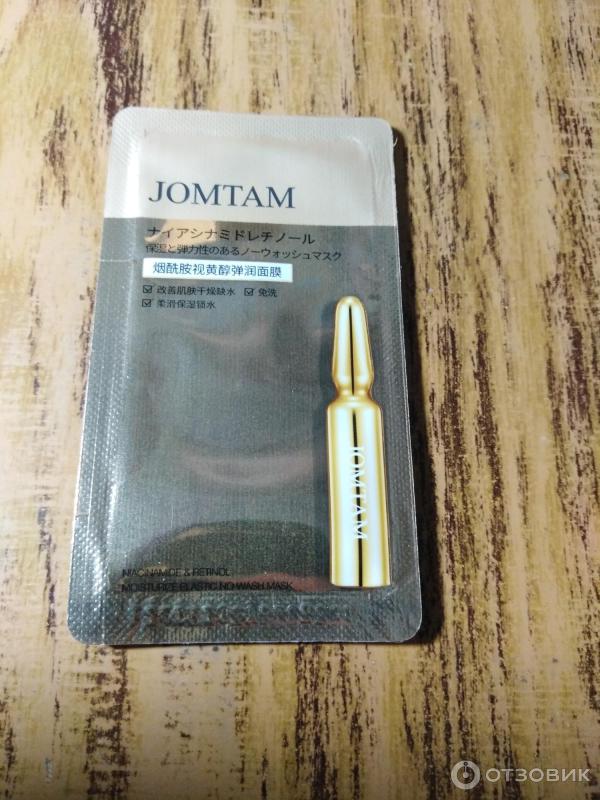 JOMTAM
ナイアシナミドレチノール
保湿と弾力性のあるノーウォッシュマスク
烟酰胺视黄醇弹润面膜
☑ 改善肌肤干燥缺水 ☑ 免洗
☑ 柔滑保湿锁水
JOMTAM
NIACINAMIDE & RETINOL
MOISTURIZE ELASTIC NO WASH MASK
ОТЗОВИК